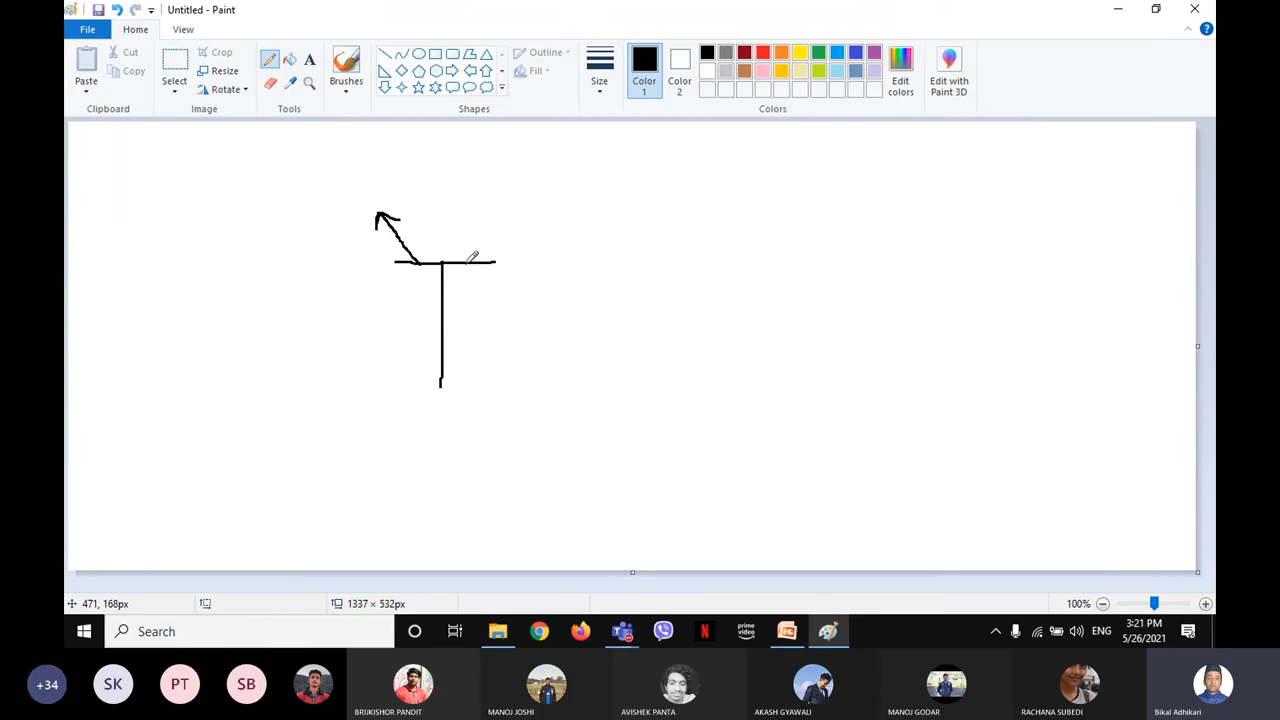 Untitled - Paint
File
Home
View
Paste
Cut
Copy
Clipboard
Select
Crop
Resize
Rotate
Image
A
Tools
Brushes
Outline
Fill
Shapes
Size
Color
1
Color
2
Edit
colors
Colors
Edit with
Paint 3D
?
471, 168px
1337 × 532px
100%
Search
N
prime
video
ENG
3:21 PM
5/26/2021
+34
SK
PT
SB
BRIJKISHOR PANDIT
MANOJ JOSHI
AVISHEK PANTA
AKASH GYAWALI
MANOJ GODAR
RACHANA SUBEDI
Bikal Adhikari